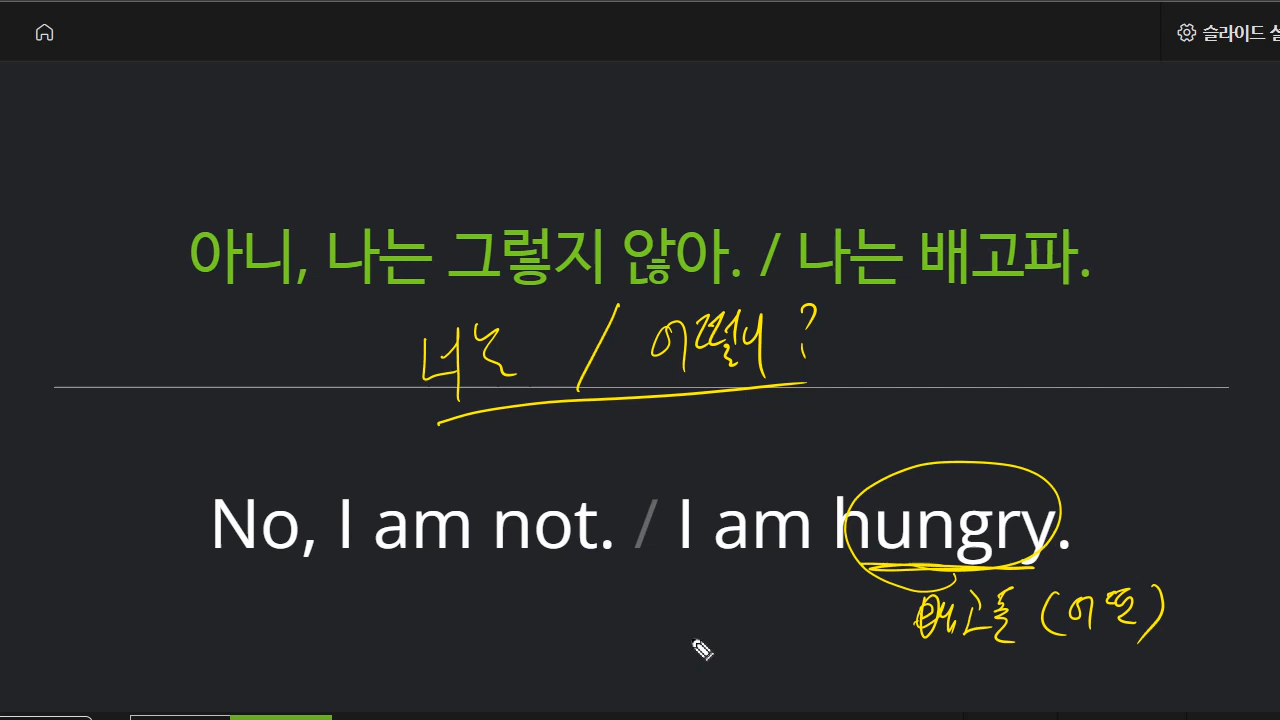 슬라이드
아니, 나는 그렇지 않아. / 나는 배고파.
너는 / 어떻니?
No, I am not. / I am hungry.
배고픈 (어떤)